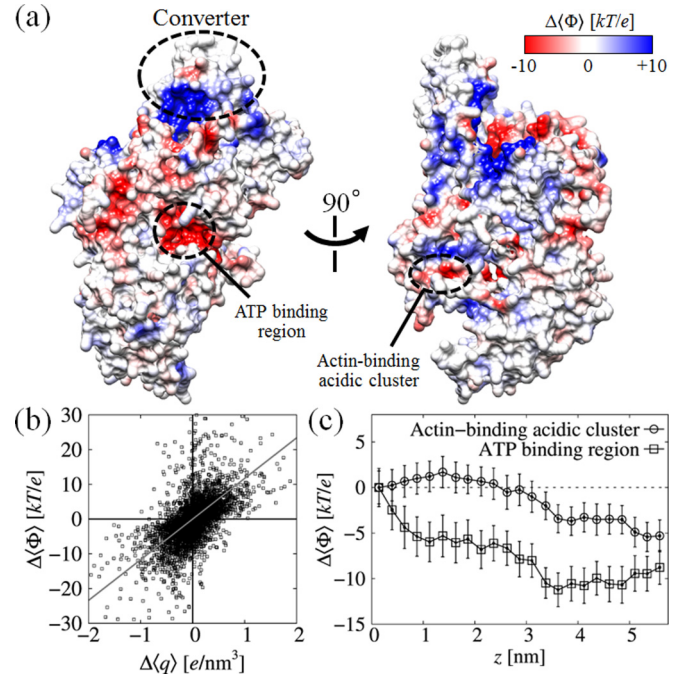 (a)
Converter
Δ⟨Φ⟩ [kT/e]
-10 0 +10
90°
ATP binding
region
Actin-binding
acidic cluster
(b)
30
20
10
0
-10
-20
-30
Δ⟨Φ⟩ [kT/e]
-2 -1 0 1 2
Δ⟨q⟩ [e/nm³]
(c)
Actin-binding acidic cluster
ATP binding region
5
0
-5
-10
-15
Δ⟨Φ⟩ [kT/e]
0 1 2 3 4 5
z [nm]